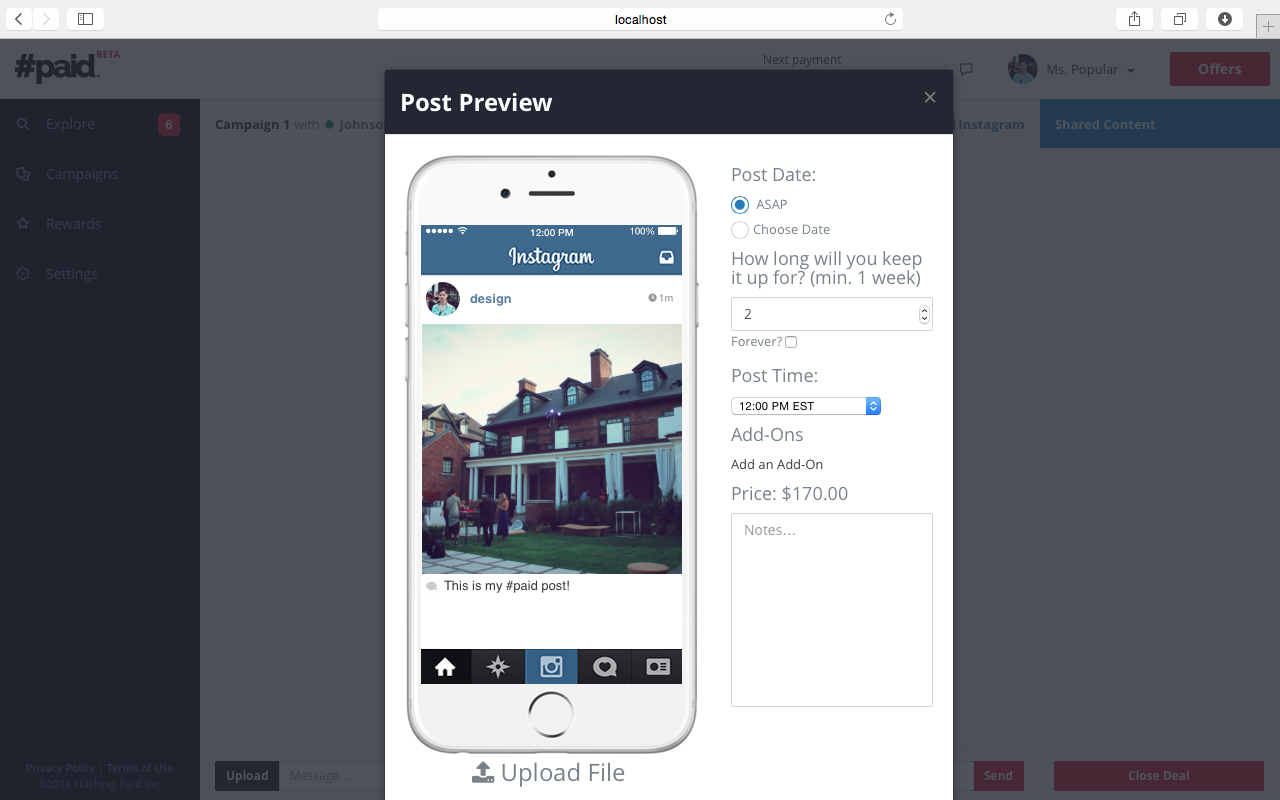 localhost
#paid BETA
Next payment
Ms. Popular
Offers
Explore
6
Campaigns
Rewards
Settings
Privacy Policy | Terms of Use
©2014 Hashtag Paid Inc.
Campaign 1 with
Instagram
Shared Content
Post Preview
×
12:00 PM
100%
Instagram
design
1m
This is my #paid post!
Upload File
Post Date:
ASAP
Choose Date
How long will you keep
it up for? (min. 1 week)
2
Forever?
Post Time:
12:00 PM EST
Add-Ons
Add an Add-On
Price: $170.00
Notes...
Upload
Message...
Send
Close Deal